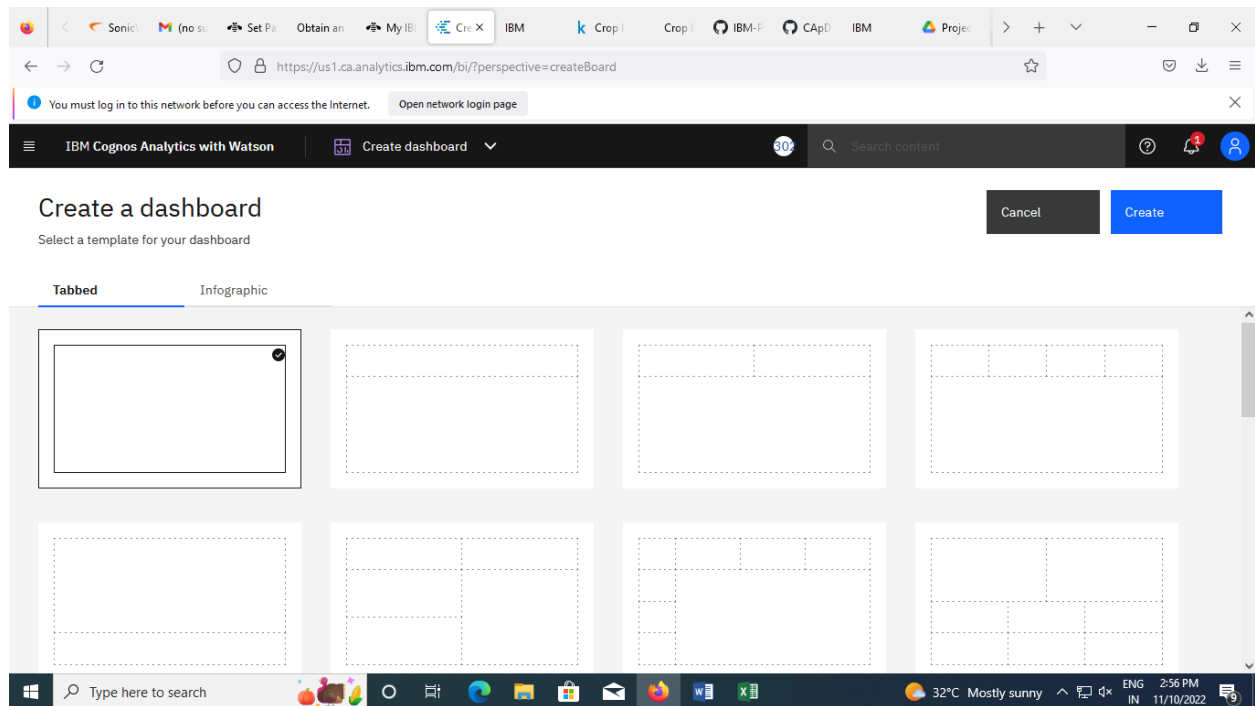 Sonic
(no su
Set Pa
Obtain an
My IB
Cre
IBM
Crop
Crop
IBM-P
CApD
IBM
Projec
https://us1.ca.analytics.ibm.com/bi/?perspective=createBoard
You must log in to this network before you can access the Internet.
Open network login page
IBM Cognos Analytics with Watson
Create dashboard
302
Search content
1
Create a dashboard
Cancel
Create
Select a template for your dashboard
Tabbed
Infographic
Type here to search
32°C Mostly sunny
ENG
IN
2:56 PM
11/10/2022
9